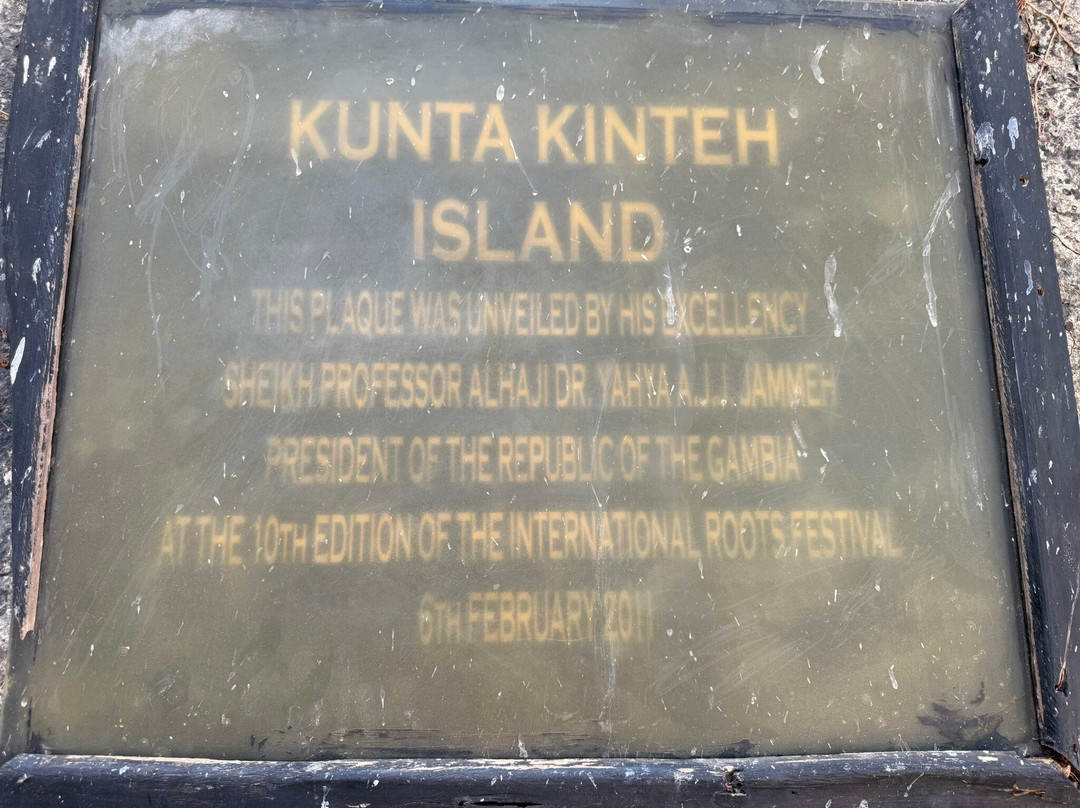 KUNTA KINTEH
ISLAND
THIS PLAQUE WAS UNVEILED BY HIS EXCELLENCY
SHEIKH PROFESSOR ALHAJI DR. YAHYA A.J.J. JAMMEH
PRESIDENT OF THE REPUBLIC OF THE GAMBIA
AT THE 10TH EDITION OF THE INTERNATIONAL ROOTS FESTIVAL
6TH FEBRUARY 2011